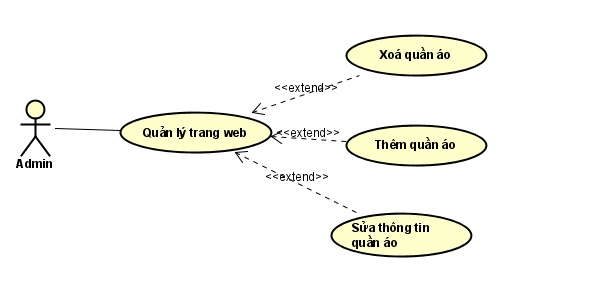 Xoá quần áo
<<extend>>
Quản lý trang web
<<extend>>
Thêm quần áo
Admin
<<extend>>
Sửa thông tin
quần áo